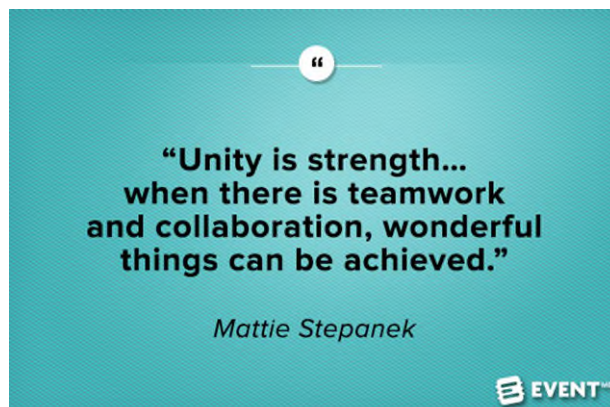 “
“Unity is strength...
when there is teamwork
and collaboration, wonderful
things can be achieved.”
Mattie Stepanek
EVENT